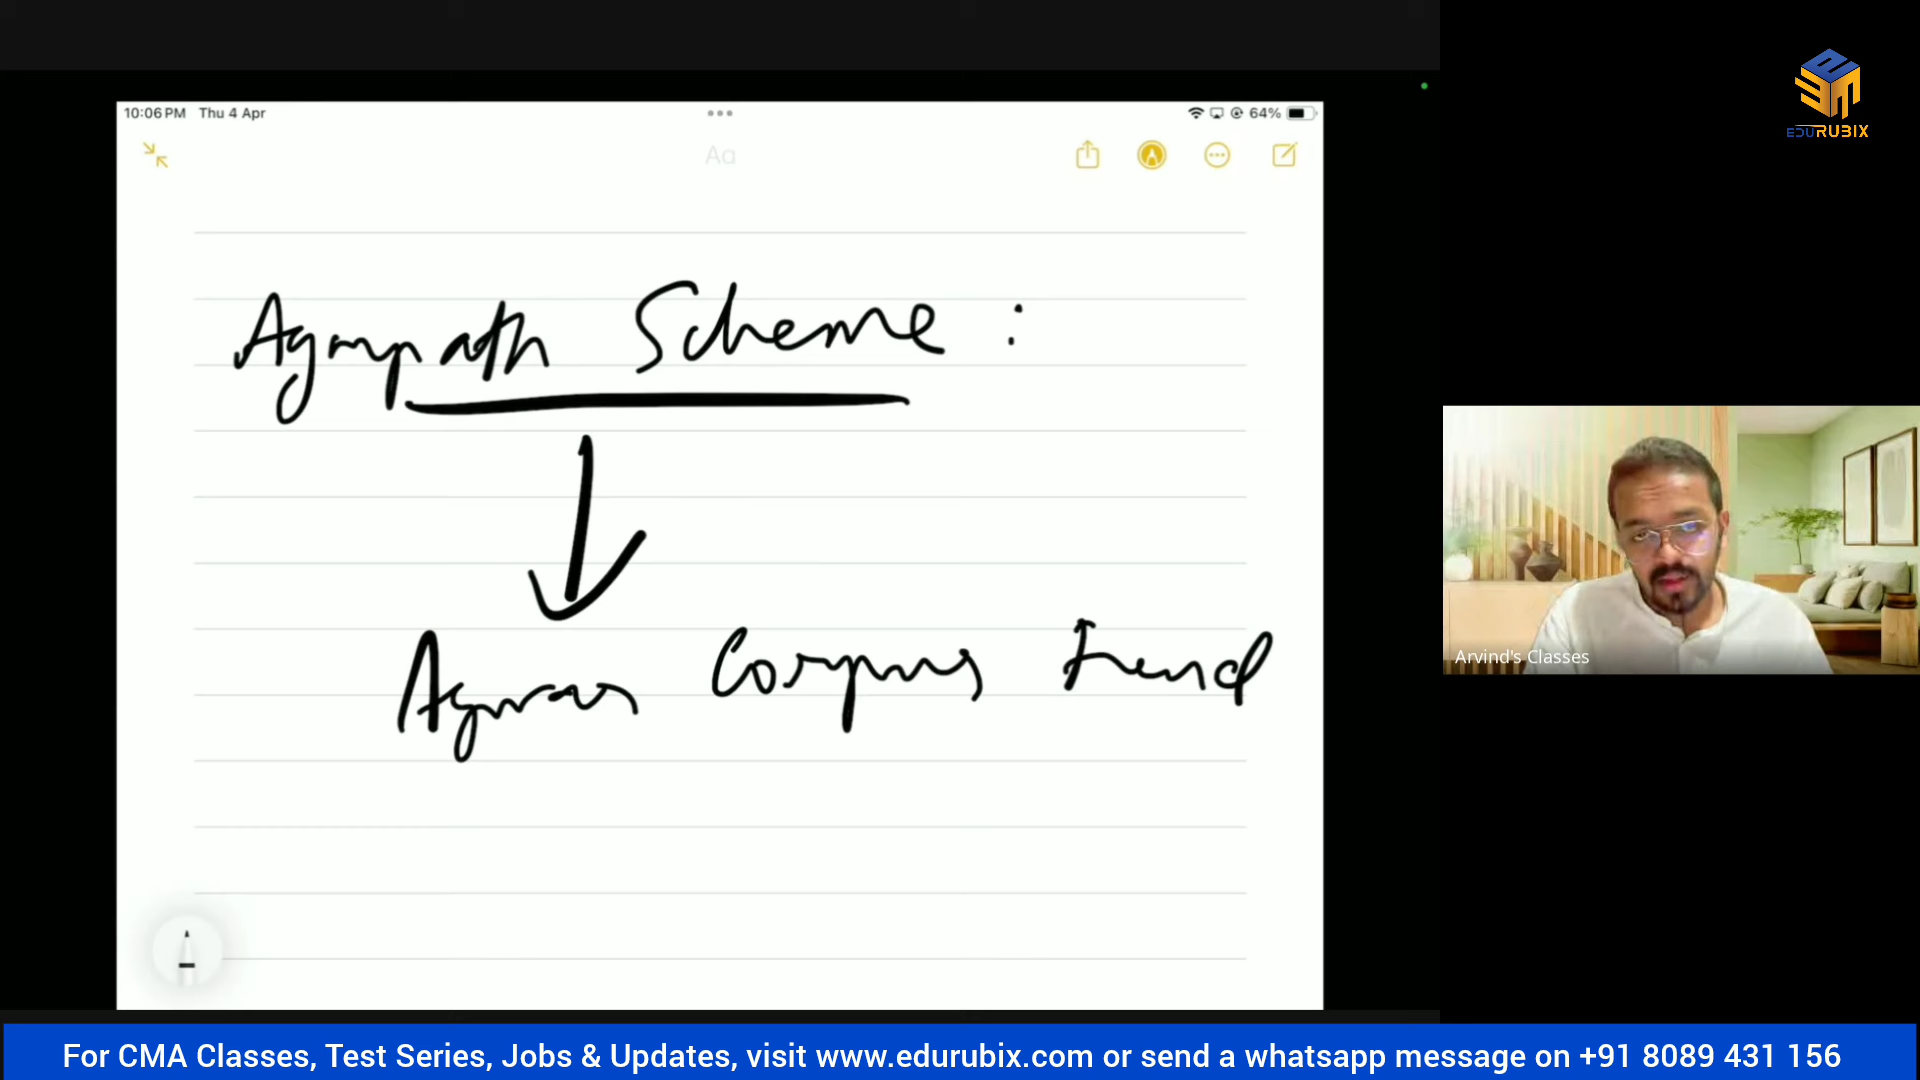 10:06 PM Thu 4 Apr
64%
Aa
EDURUBIX
Agnipath Scheme :
Agniveer Corpus Fund
Arvind's Classes
For CMA Classes, Test Series, Jobs & Updates, visit www.edurubix.com or send a whatsapp message on +91 8089 431 156